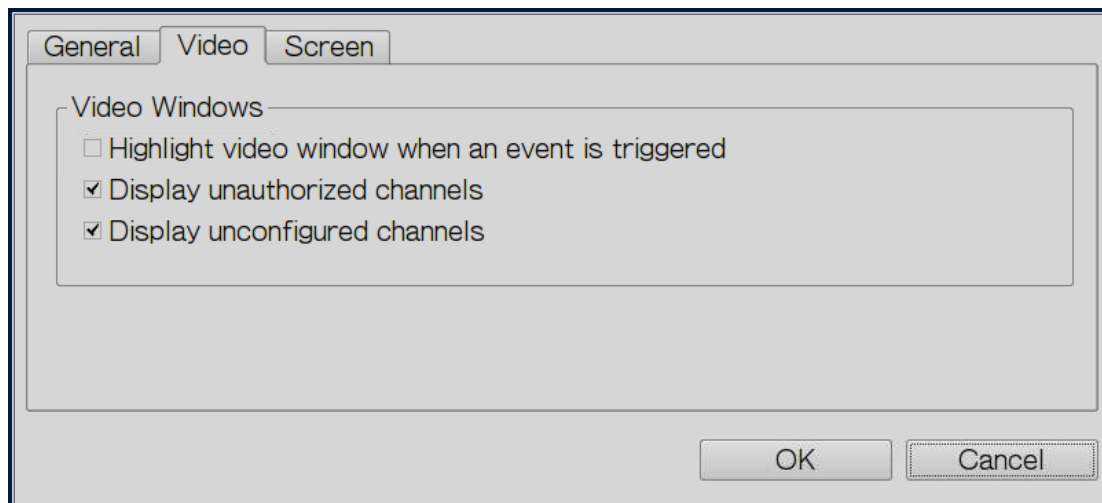 General Video Screen
Video Windows
Highlight video window when an event is triggered
Display unauthorized channels
Display unconfigured channels
OK Cancel